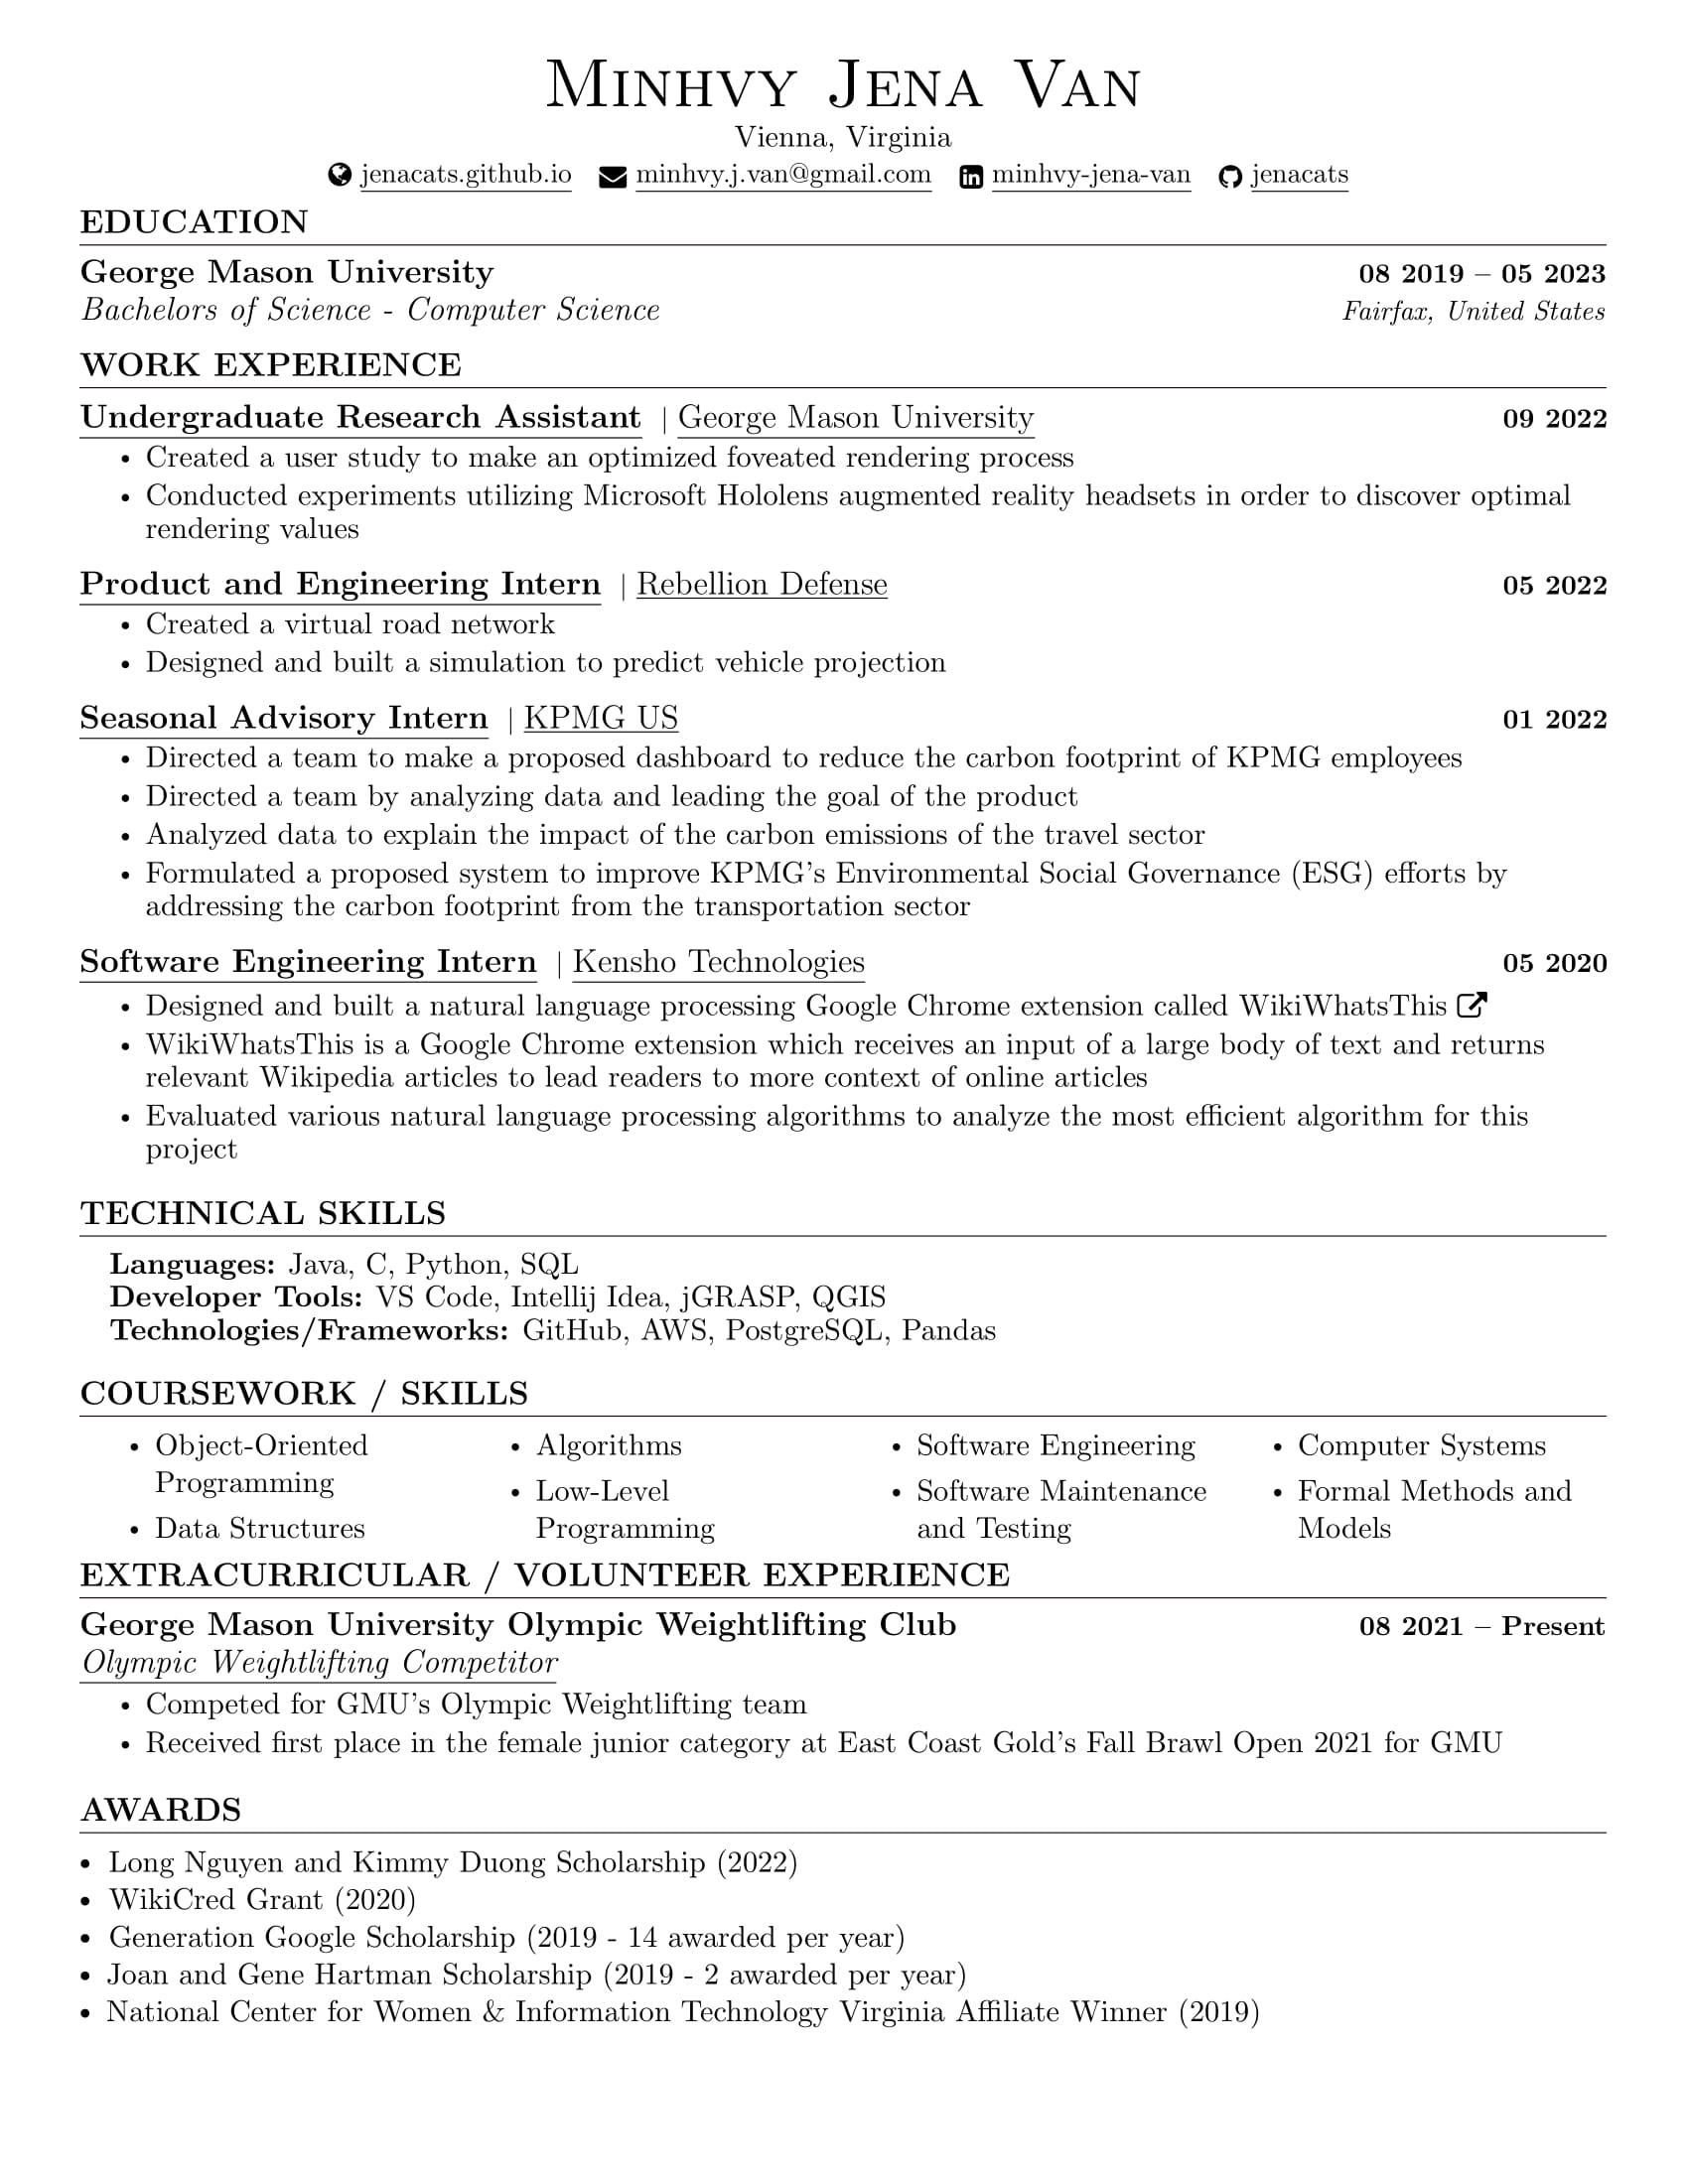 Minhvy Jena Van
Vienna, Virginia
jenacats.github.io minhvy.j.van@gmail.com minhvy-jena-van jenacats
EDUCATION
George Mason University 08 2019 – 05 2023
Bachelors of Science - Computer Science Fairfax, United States
WORK EXPERIENCE
Undergraduate Research Assistant | George Mason University 09 2022
• Created a user study to make an optimized foveated rendering process
• Conducted experiments utilizing Microsoft Hololens augmented reality headsets in order to discover optimal
rendering values
Product and Engineering Intern | Rebellion Defense 05 2022
• Created a virtual road network
• Designed and built a simulation to predict vehicle projection
Seasonal Advisory Intern | KPMG US 01 2022
• Directed a team to make a proposed dashboard to reduce the carbon footprint of KPMG employees
• Directed a team by analyzing data and leading the goal of the product
• Analyzed data to explain the impact of the carbon emissions of the travel sector
• Formulated a proposed system to improve KPMG's Environmental Social Governance (ESG) efforts by
addressing the carbon footprint from the transportation sector
Software Engineering Intern | Kensho Technologies 05 2020
• Designed and built a natural language processing Google Chrome extension called WikiWhatsThis
• WikiWhatsThis is a Google Chrome extension which receives an input of a large body of text and returns
relevant Wikipedia articles to lead readers to more context of online articles
• Evaluated various natural language processing algorithms to analyze the most efficient algorithm for this
project
TECHNICAL SKILLS
Languages: Java, C, Python, SQL
Developer Tools: VS Code, Intellij Idea, jGRASP, QGIS
Technologies/Frameworks: GitHub, AWS, PostgreSQL, Pandas
COURSEWORK / SKILLS
• Object-Oriented
Programming
• Data Structures
• Algorithms
• Low-Level
Programming
• Software Engineering
• Software Maintenance
and Testing
• Computer Systems
• Formal Methods and
Models
EXTRACURRICULAR / VOLUNTEER EXPERIENCE
George Mason University Olympic Weightlifting Club 08 2021 – Present
Olympic Weightlifting Competitor
• Competed for GMU's Olympic Weightlifting team
• Received first place in the female junior category at East Coast Gold's Fall Brawl Open 2021 for GMU
AWARDS
• Long Nguyen and Kimmy Duong Scholarship (2022)
• WikiCred Grant (2020)
• Generation Google Scholarship (2019 - 14 awarded per year)
• Joan and Gene Hartman Scholarship (2019 - 2 awarded per year)
• National Center for Women & Information Technology Virginia Affiliate Winner (2019)